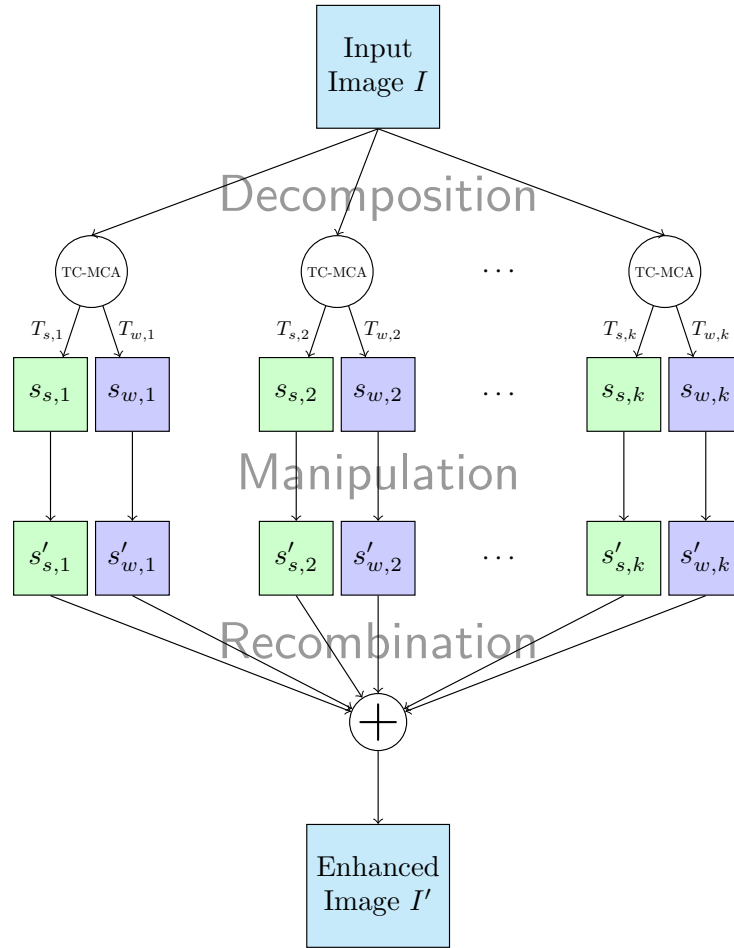 Input
Image I
Decomposition
TC-MCA TC-MCA ⋯ TC-MCA
T_{s,1} T_{w,1} T_{s,2} T_{w,2} T_{s,k} T_{w,k}
s_{s,1} s_{w,1} s_{s,2} s_{w,2} ⋯ s_{s,k} s_{w,k}
Manipulation
s'_{s,1} s'_{w,1} s'_{s,2} s'_{w,2} ⋯ s'_{s,k} s'_{w,k}
Recombination
+
Enhanced
Image I'